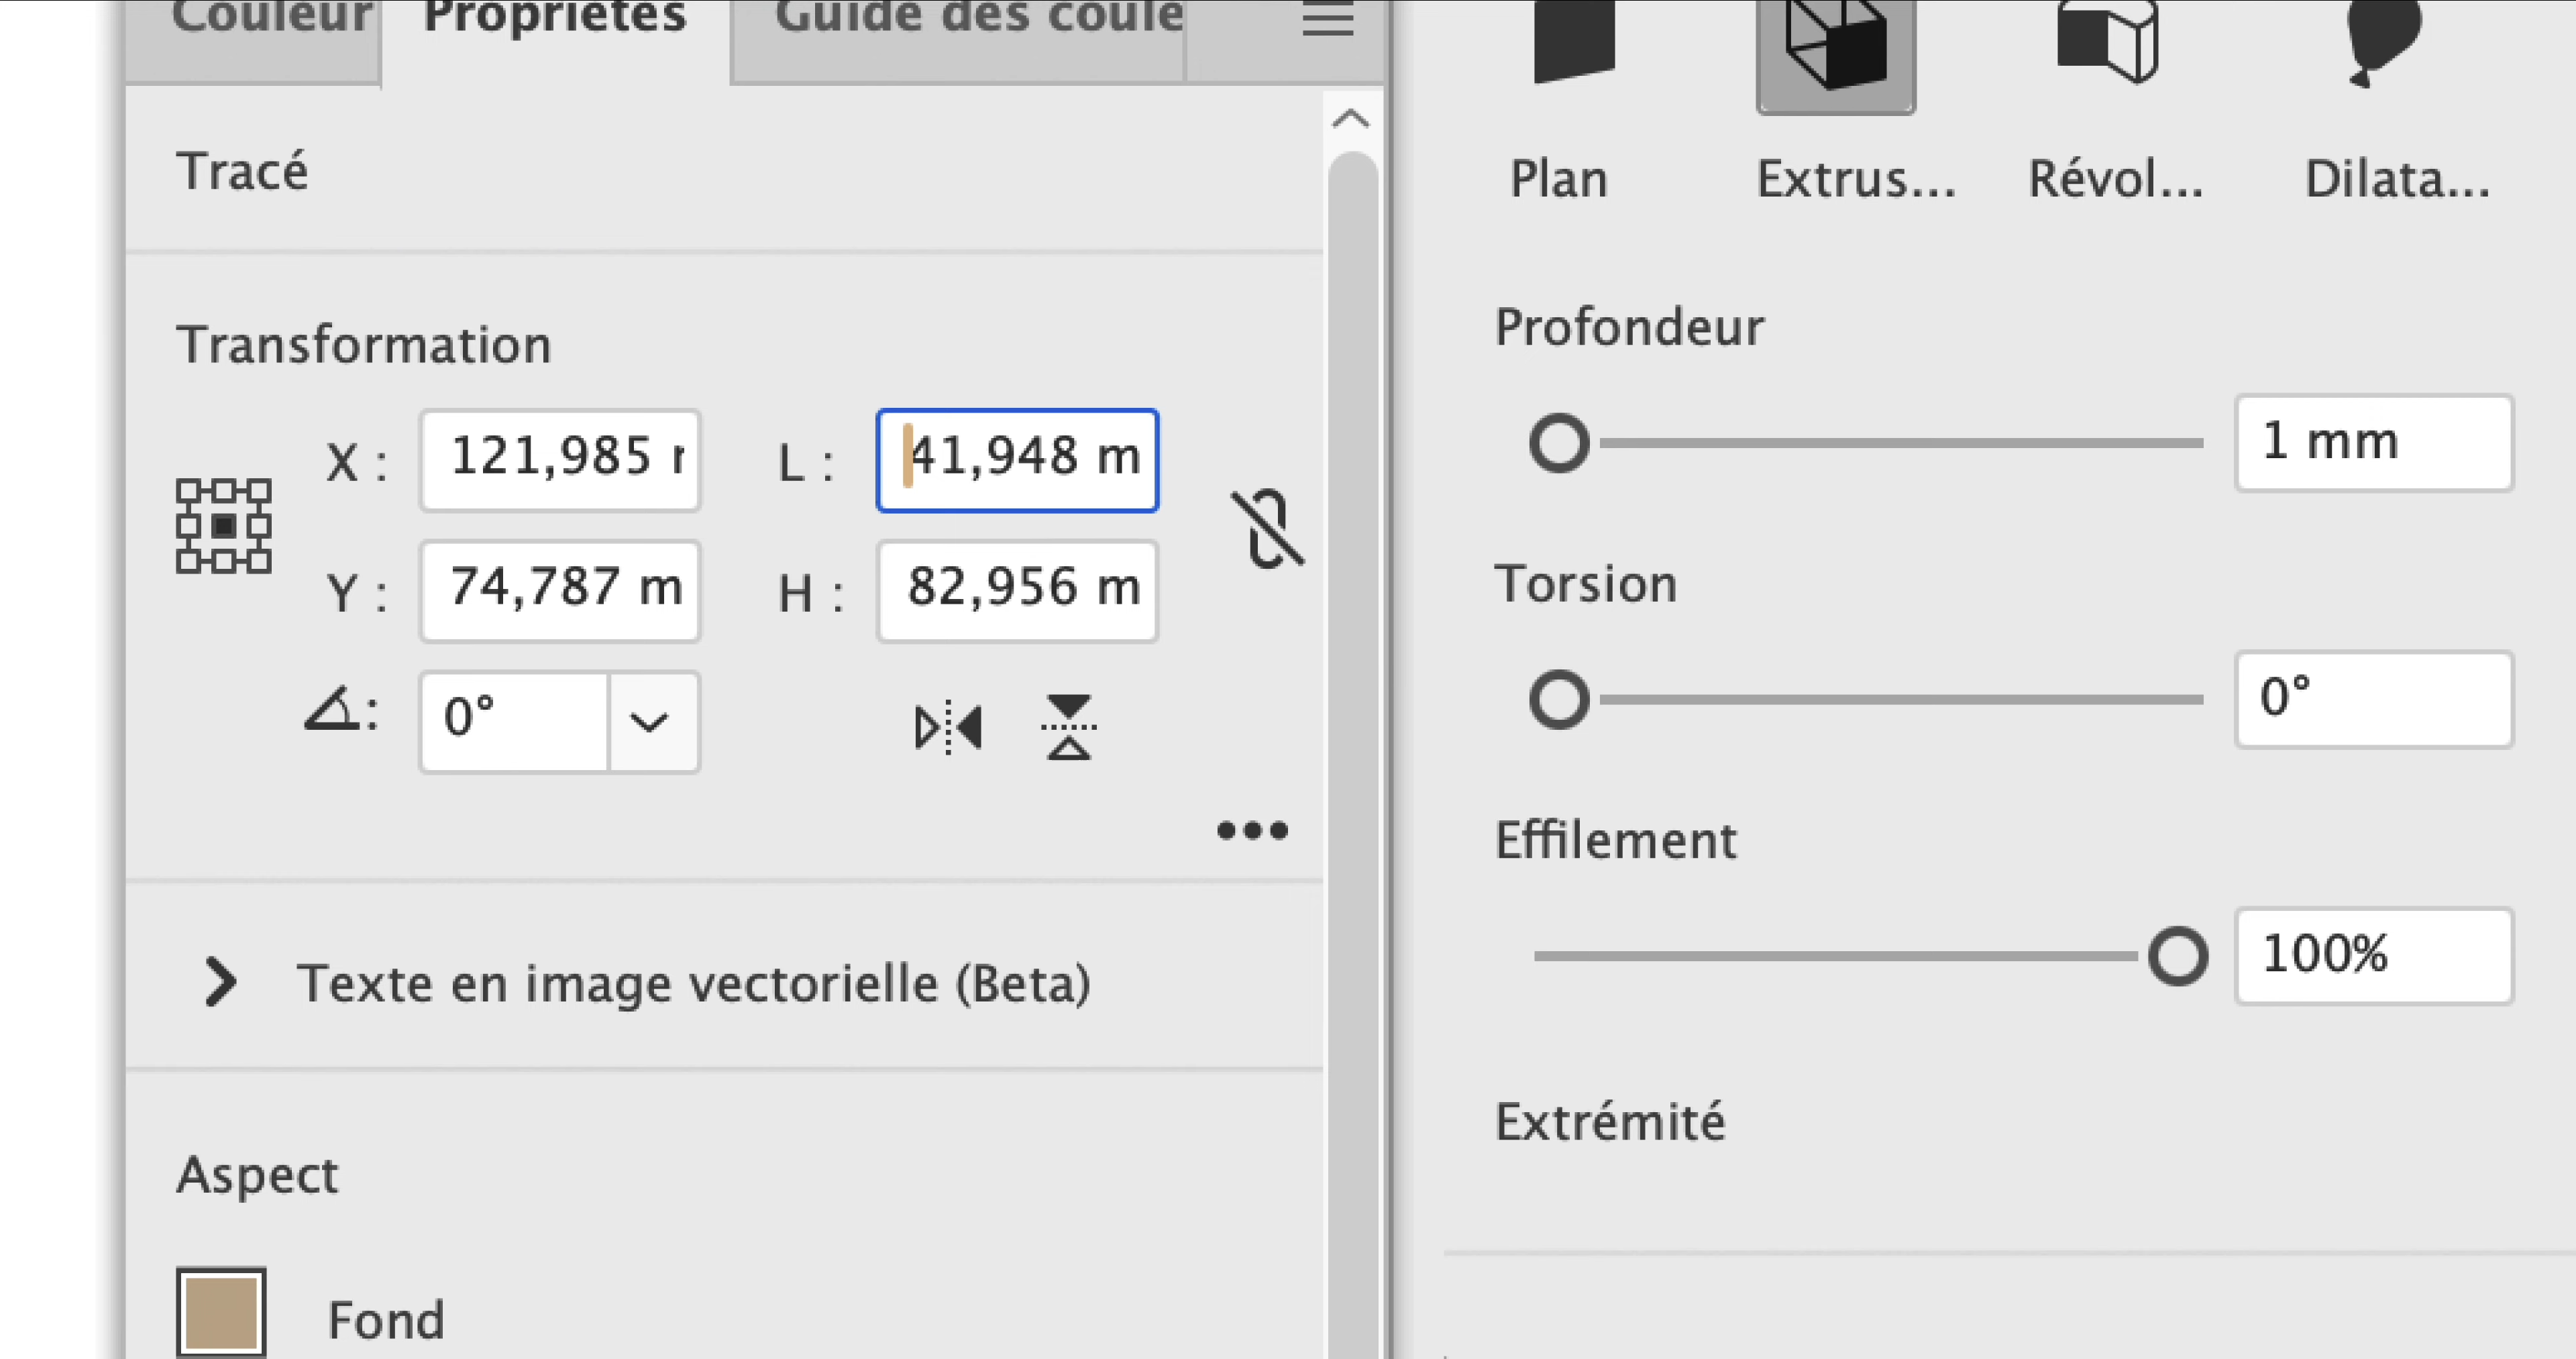 Couleur Propriétés Guide des coule
Tracé
Transformation
X : 121,985 L : 41,948 m
Y : 74,787 m H : 82,956 m
: 0°
Texte en image vectorielle (Beta)
Aspect
Fond
Plan Extrus... Révol... Dilata...
Profondeur
1 mm
Torsion
0°
Effilement
100%
Extrémité